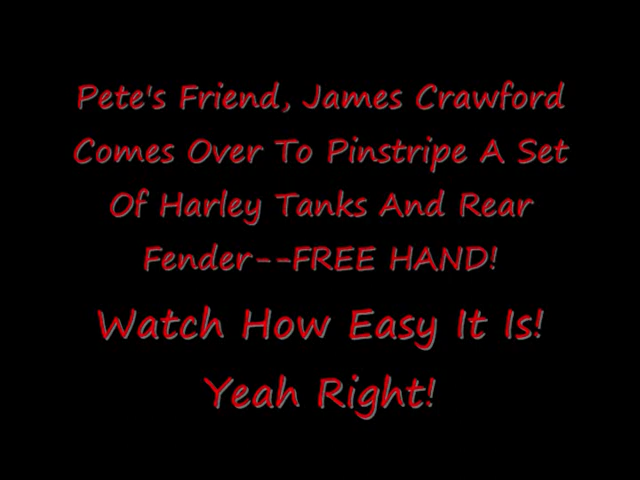 Pete's Friend, James Crawford
Comes Over To Pinstripe A Set
Of Harley Tanks And Rear
Fender--FREE HAND!
Watch How Easy It Is!
Yeah Right!